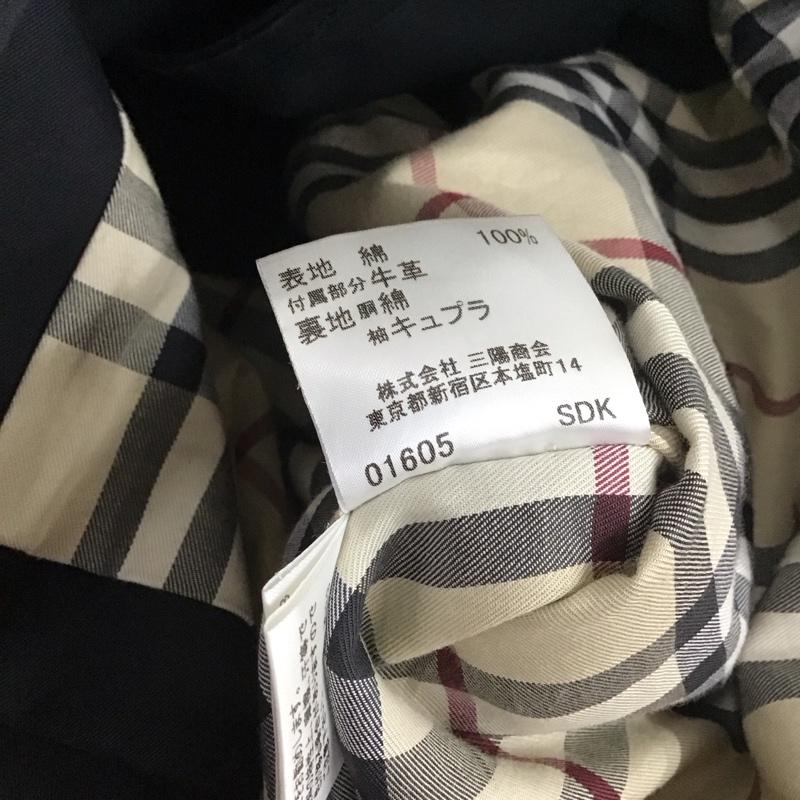 表地 綿 100%
付属部分 牛革
裏地 胴 綿
袖 キュプラ
株式会社 三陽商会
東京都新宿区本塩町14
01605 SDK